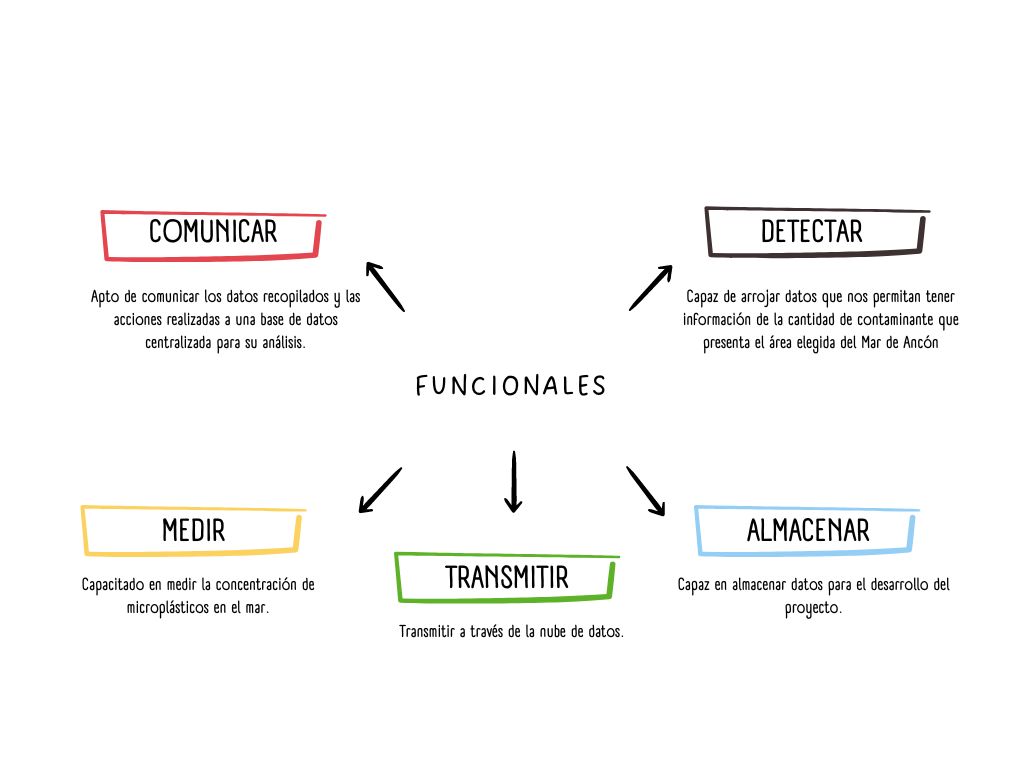 COMUNICAR
Apto de comunicar los datos recopilados y las
acciones realizadas a una base de datos
centralizada para su análisis.
DETECTAR
Capaz de arrojar datos que nos permitan tener
información de la cantidad de contaminante que
presenta el área elegida del Mar de Ancón
FUNCIONALES
MEDIR
Capacitado en medir la concentración de
microplásticos en el mar.
TRANSMITIR
Transmitir a través de la nube de datos.
ALMACENAR
Capaz en almacenar datos para el desarrollo del
proyecto.